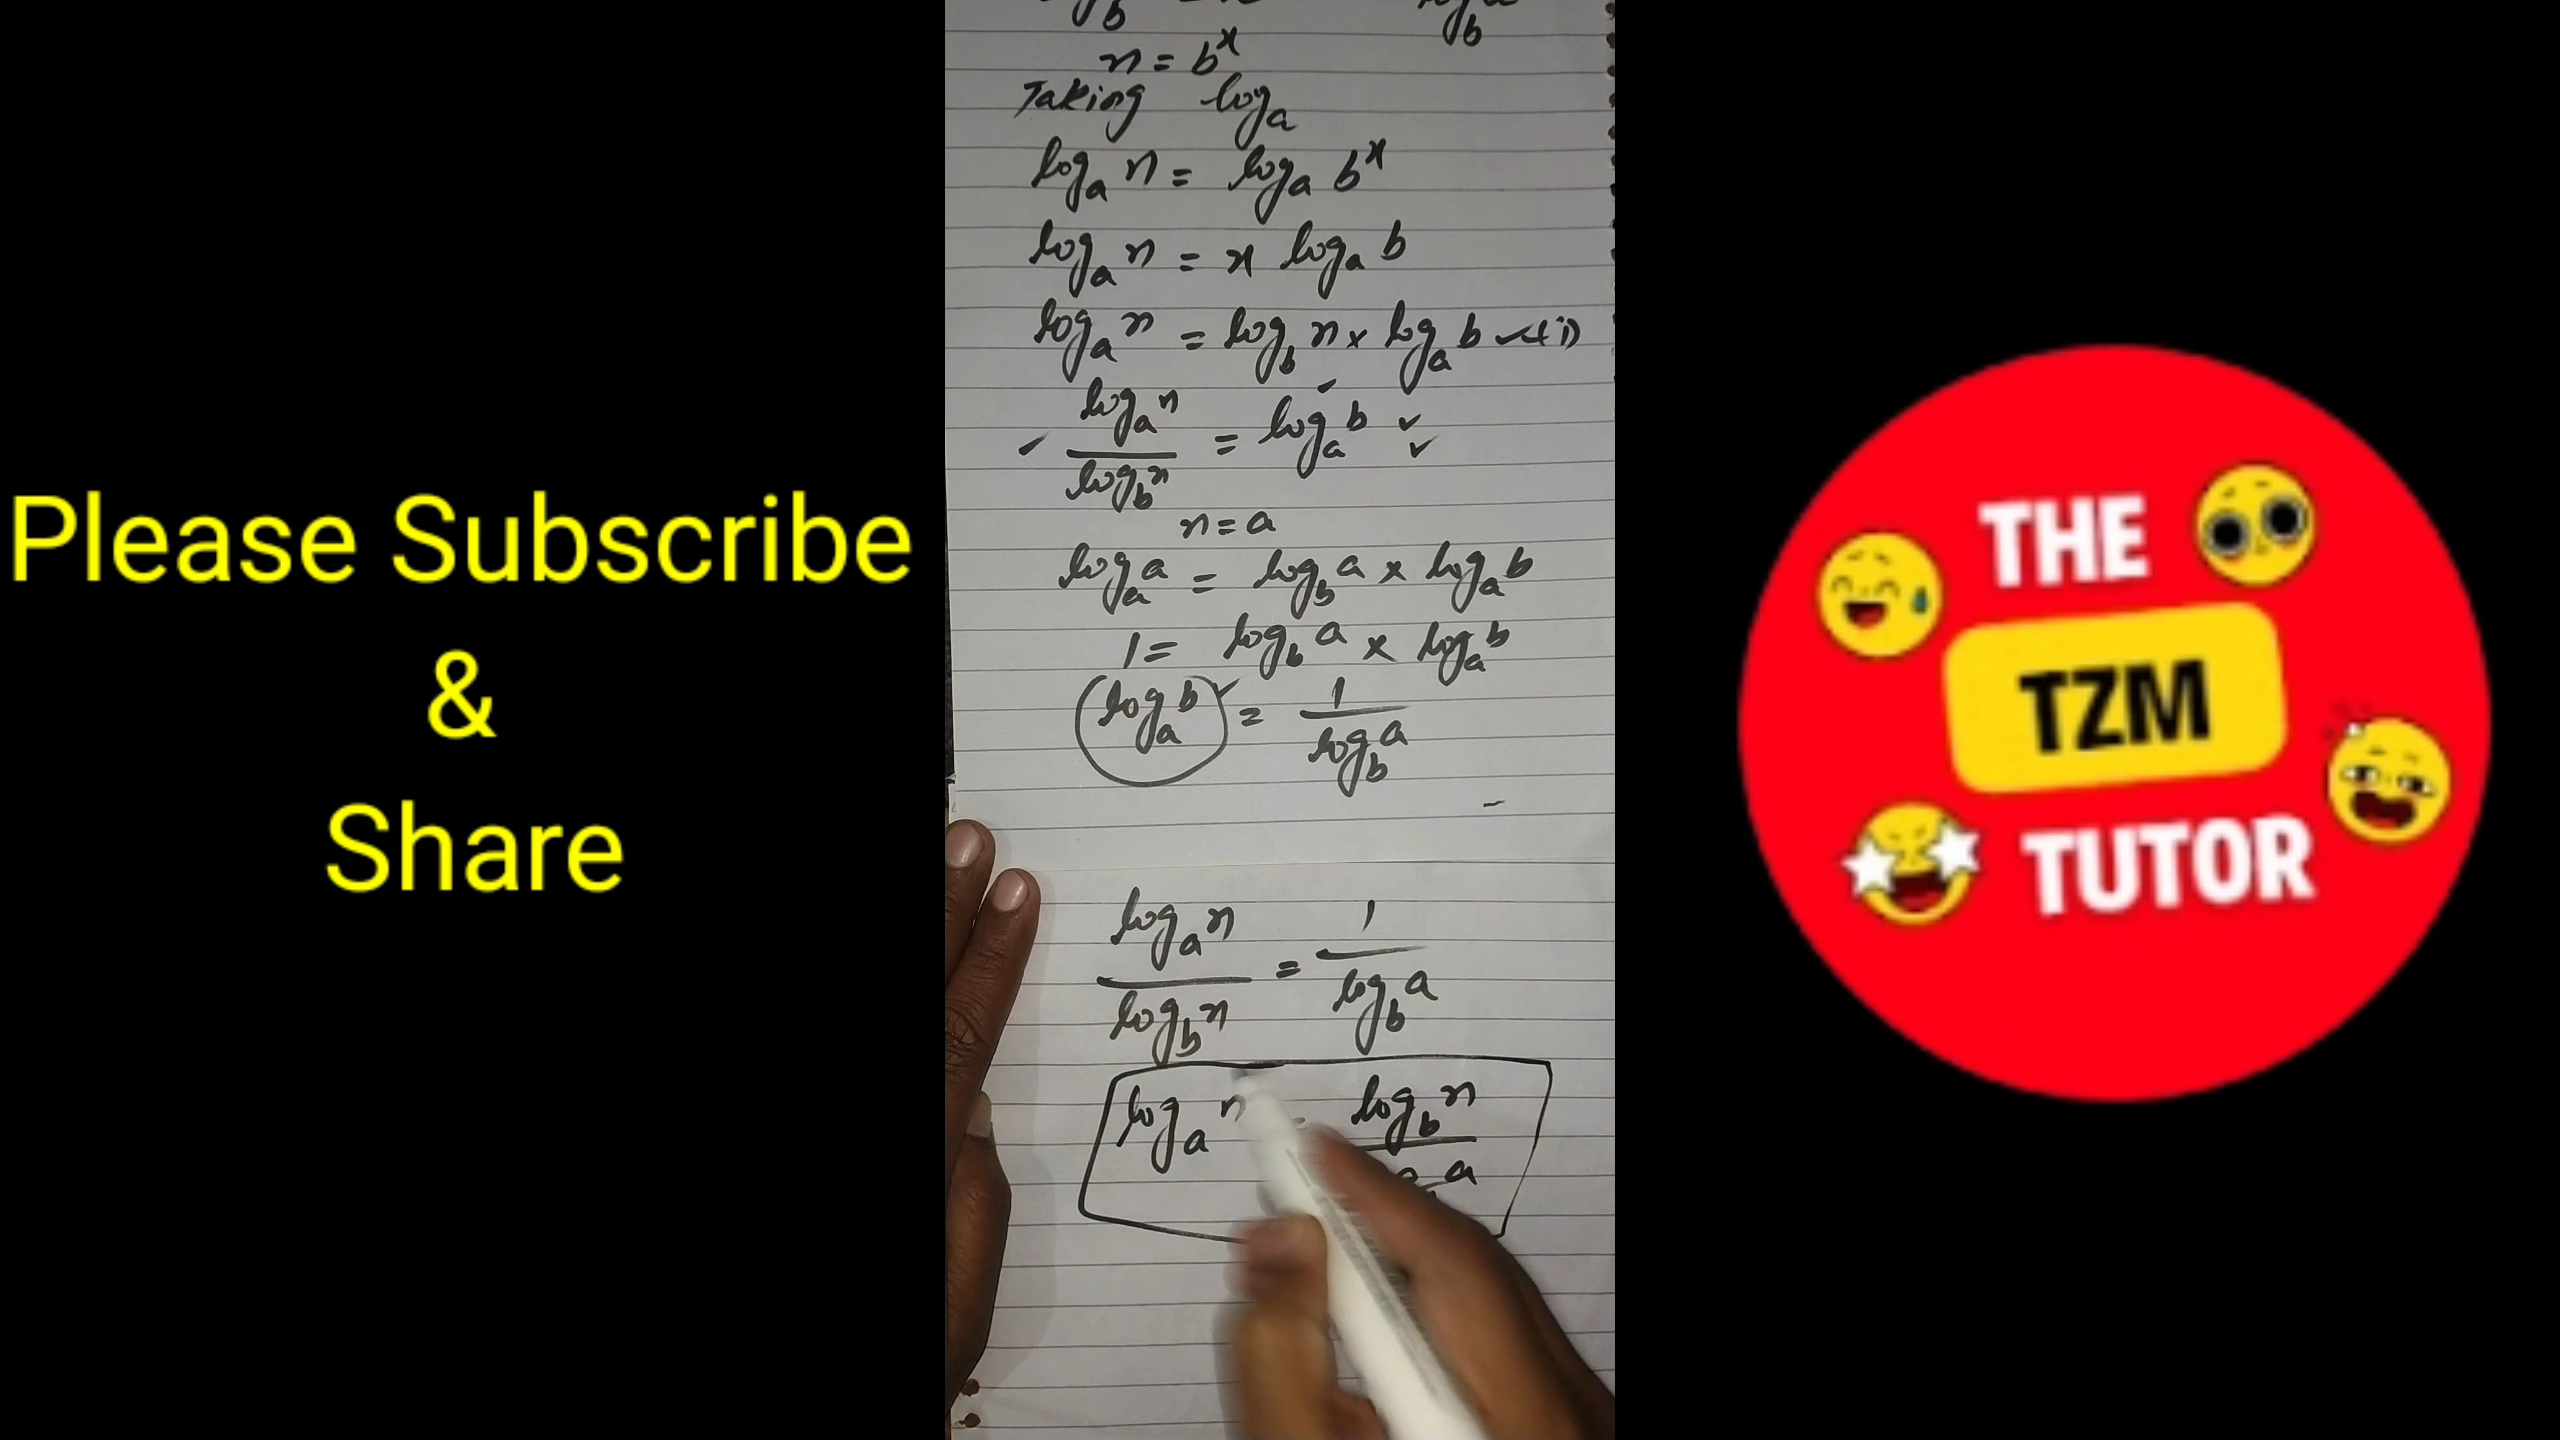 Please Subscribe
&
Share
n = b^x
Taking log_a
log_a n = log_a b^x
log_a n = x log_a b
log_a n = log_b n × log_a b
log_a n / log_b n = log_a b
n = a
log_a a = log_b a × log_a b
1 = log_b a × log_a b
log_a b = 1 / log_b a
log_a n / log_b n = 1 / log_b a
log_a n = log_b n / a
THE
TZM
TUTOR